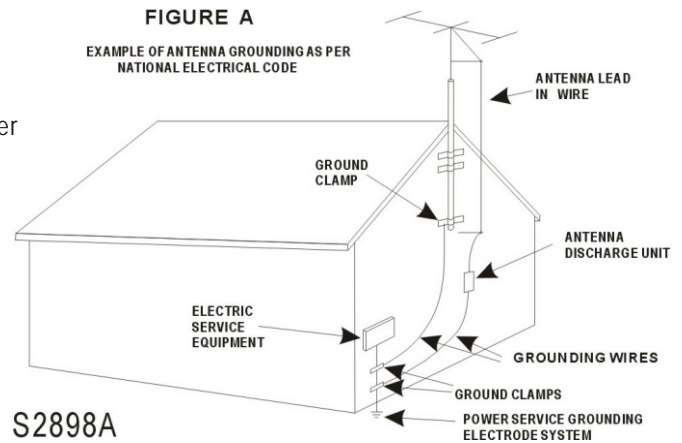 FIGURE A
EXAMPLE OF ANTENNA GROUNDING AS PER
NATIONAL ELECTRICAL CODE
ANTENNA LEAD
IN WIRE
er
GROUND
CLAMP
ANTENNA
DISCHARGE UNIT
ELECTRIC
SERVICE
EQUIPMENT
GROUNDING WIRES
GROUND CLAMPS
POWER SERVICE GROUNDING
ELECTRODE SYSTEM
S2898A